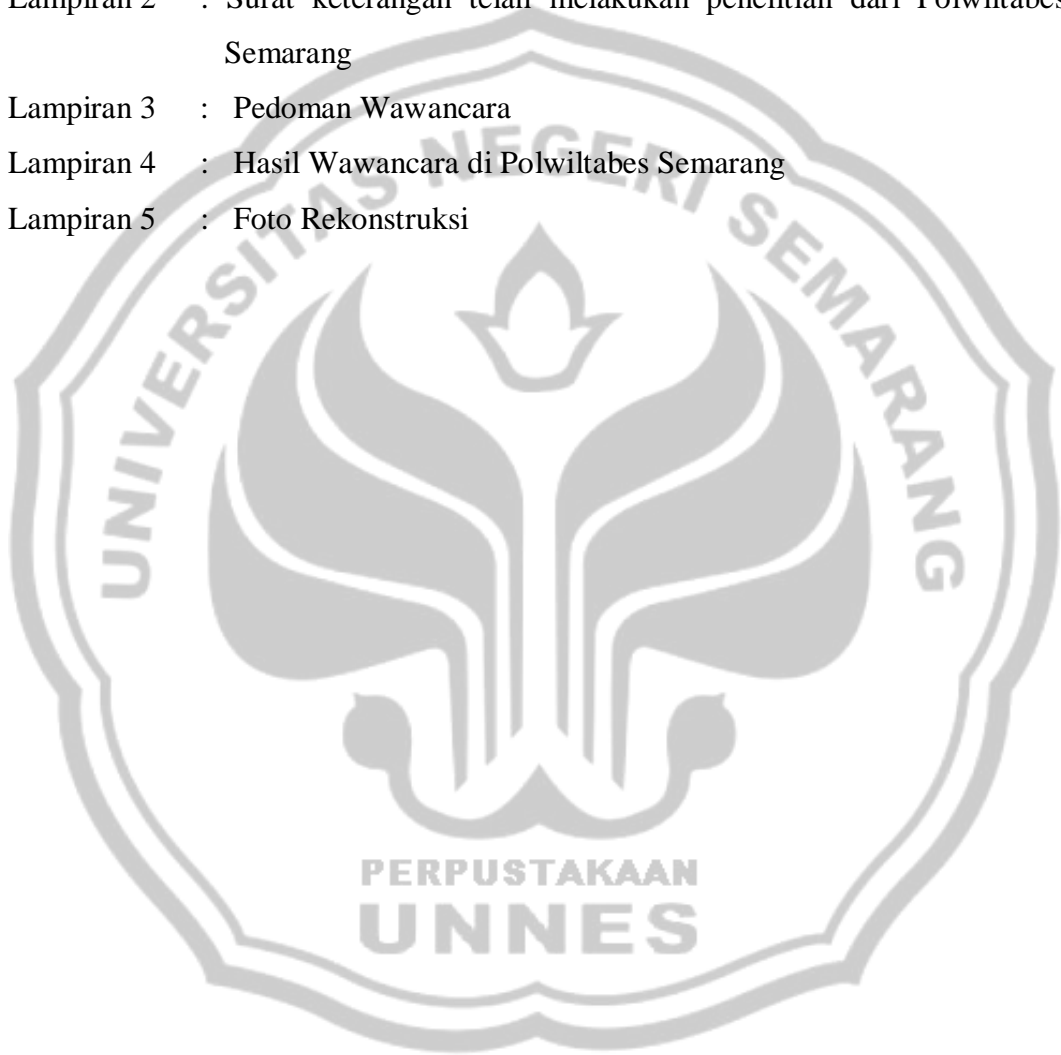 Lampiran 2 : Surat keterangan telah melakukan penelitian dari Polwiltabes
Semarang
Lampiran 3 : Pedoman Wawancara
Lampiran 4 : Hasil Wawancara di Polwiltabes Semarang
Lampiran 5 : Foto Rekonstruksi
UNIVERSITAS NEGERI SEMARANG
PERPUSTAKAAN
UNNES